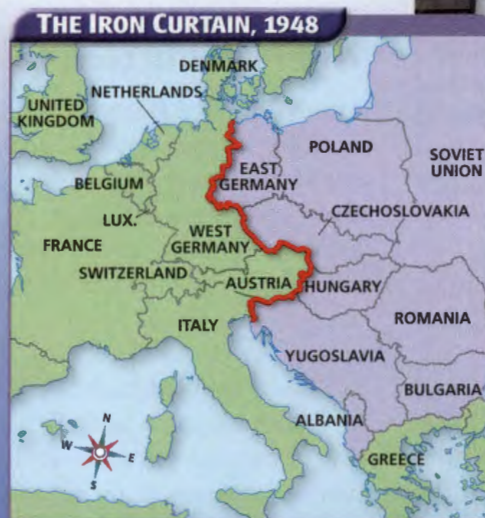 THE IRON CURTAIN, 1948
DENMARK
NETHERLANDS
UNITED
KINGDOM
POLAND
SOVIET
UNION
EAST
GERMANY
BELGIUM
LUX.
CZECHOSLOVAKIA
WEST
GERMANY
FRANCE
SWITZERLAND
AUSTRIA
HUNGARY
ITALY
ROMANIA
YUGOSLAVIA
BULGARIA
ALBANIA
GREECE
N
W
E
S